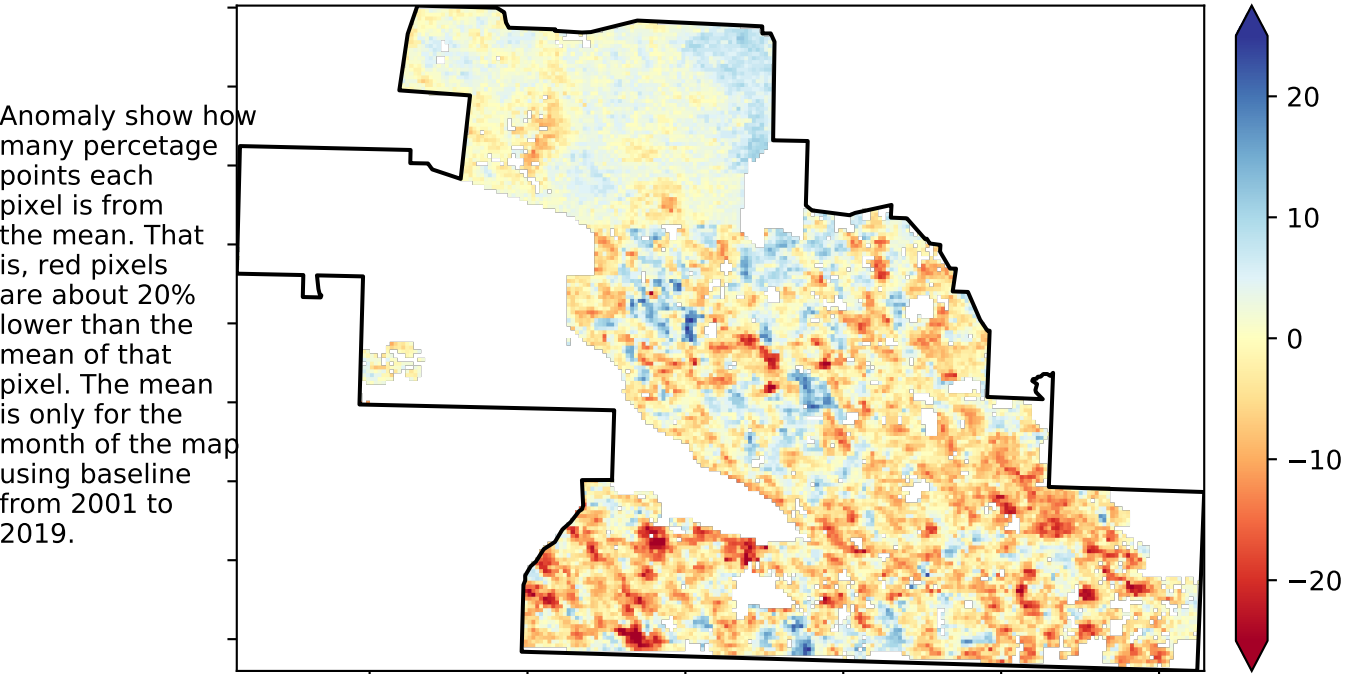 Anomaly show how
many percetage
points each
pixel is from
the mean. That
is, red pixels
are about 20%
lower than the
mean of that
pixel. The mean
is only for the
month of the map
using baseline
from 2001 to
2019.
20
10
0
−10
−20